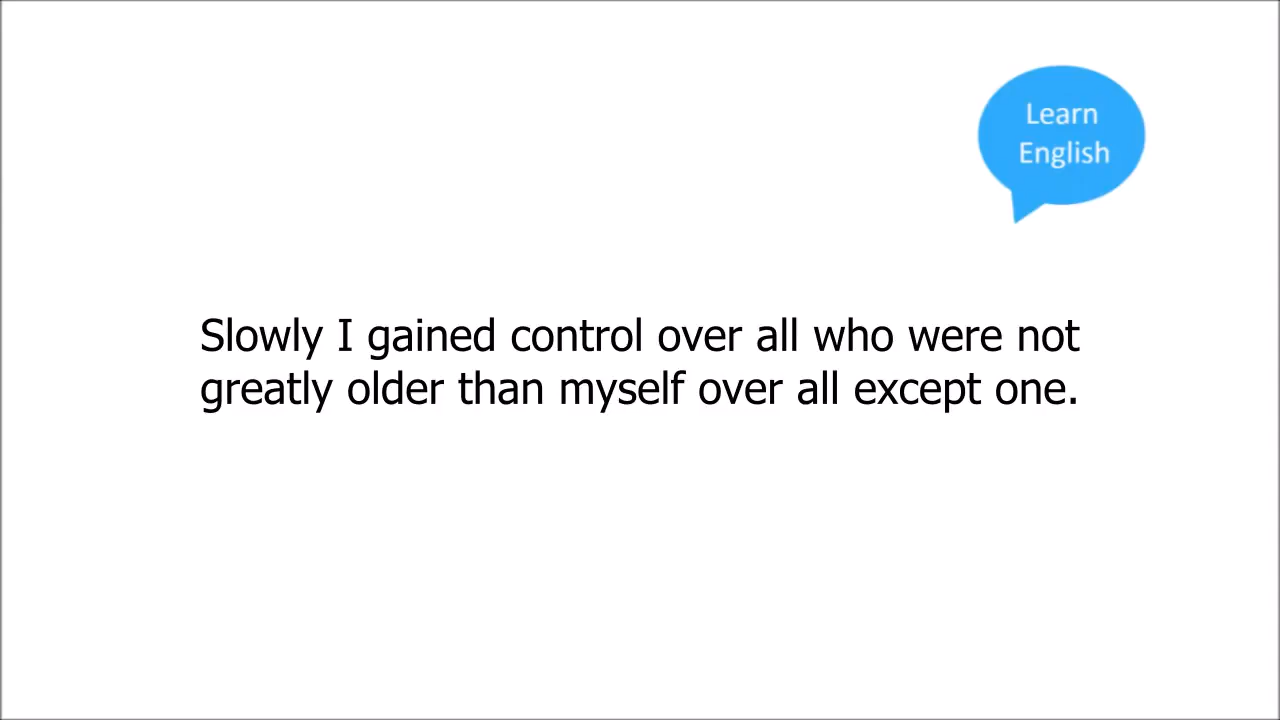 Learn
English
Slowly I gained control over all who were not
greatly older than myself over all except one.